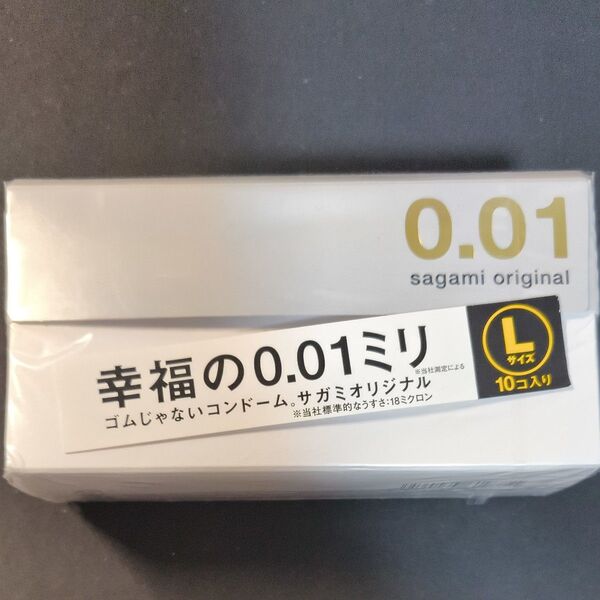 0.01
sagami original
幸福の0.01ミリ
※当社測定による
ゴムじゃないコンドーム。サガミオリジナル
※当社標準的なうすさ:18ミクロン
L
サイズ
10コ入り